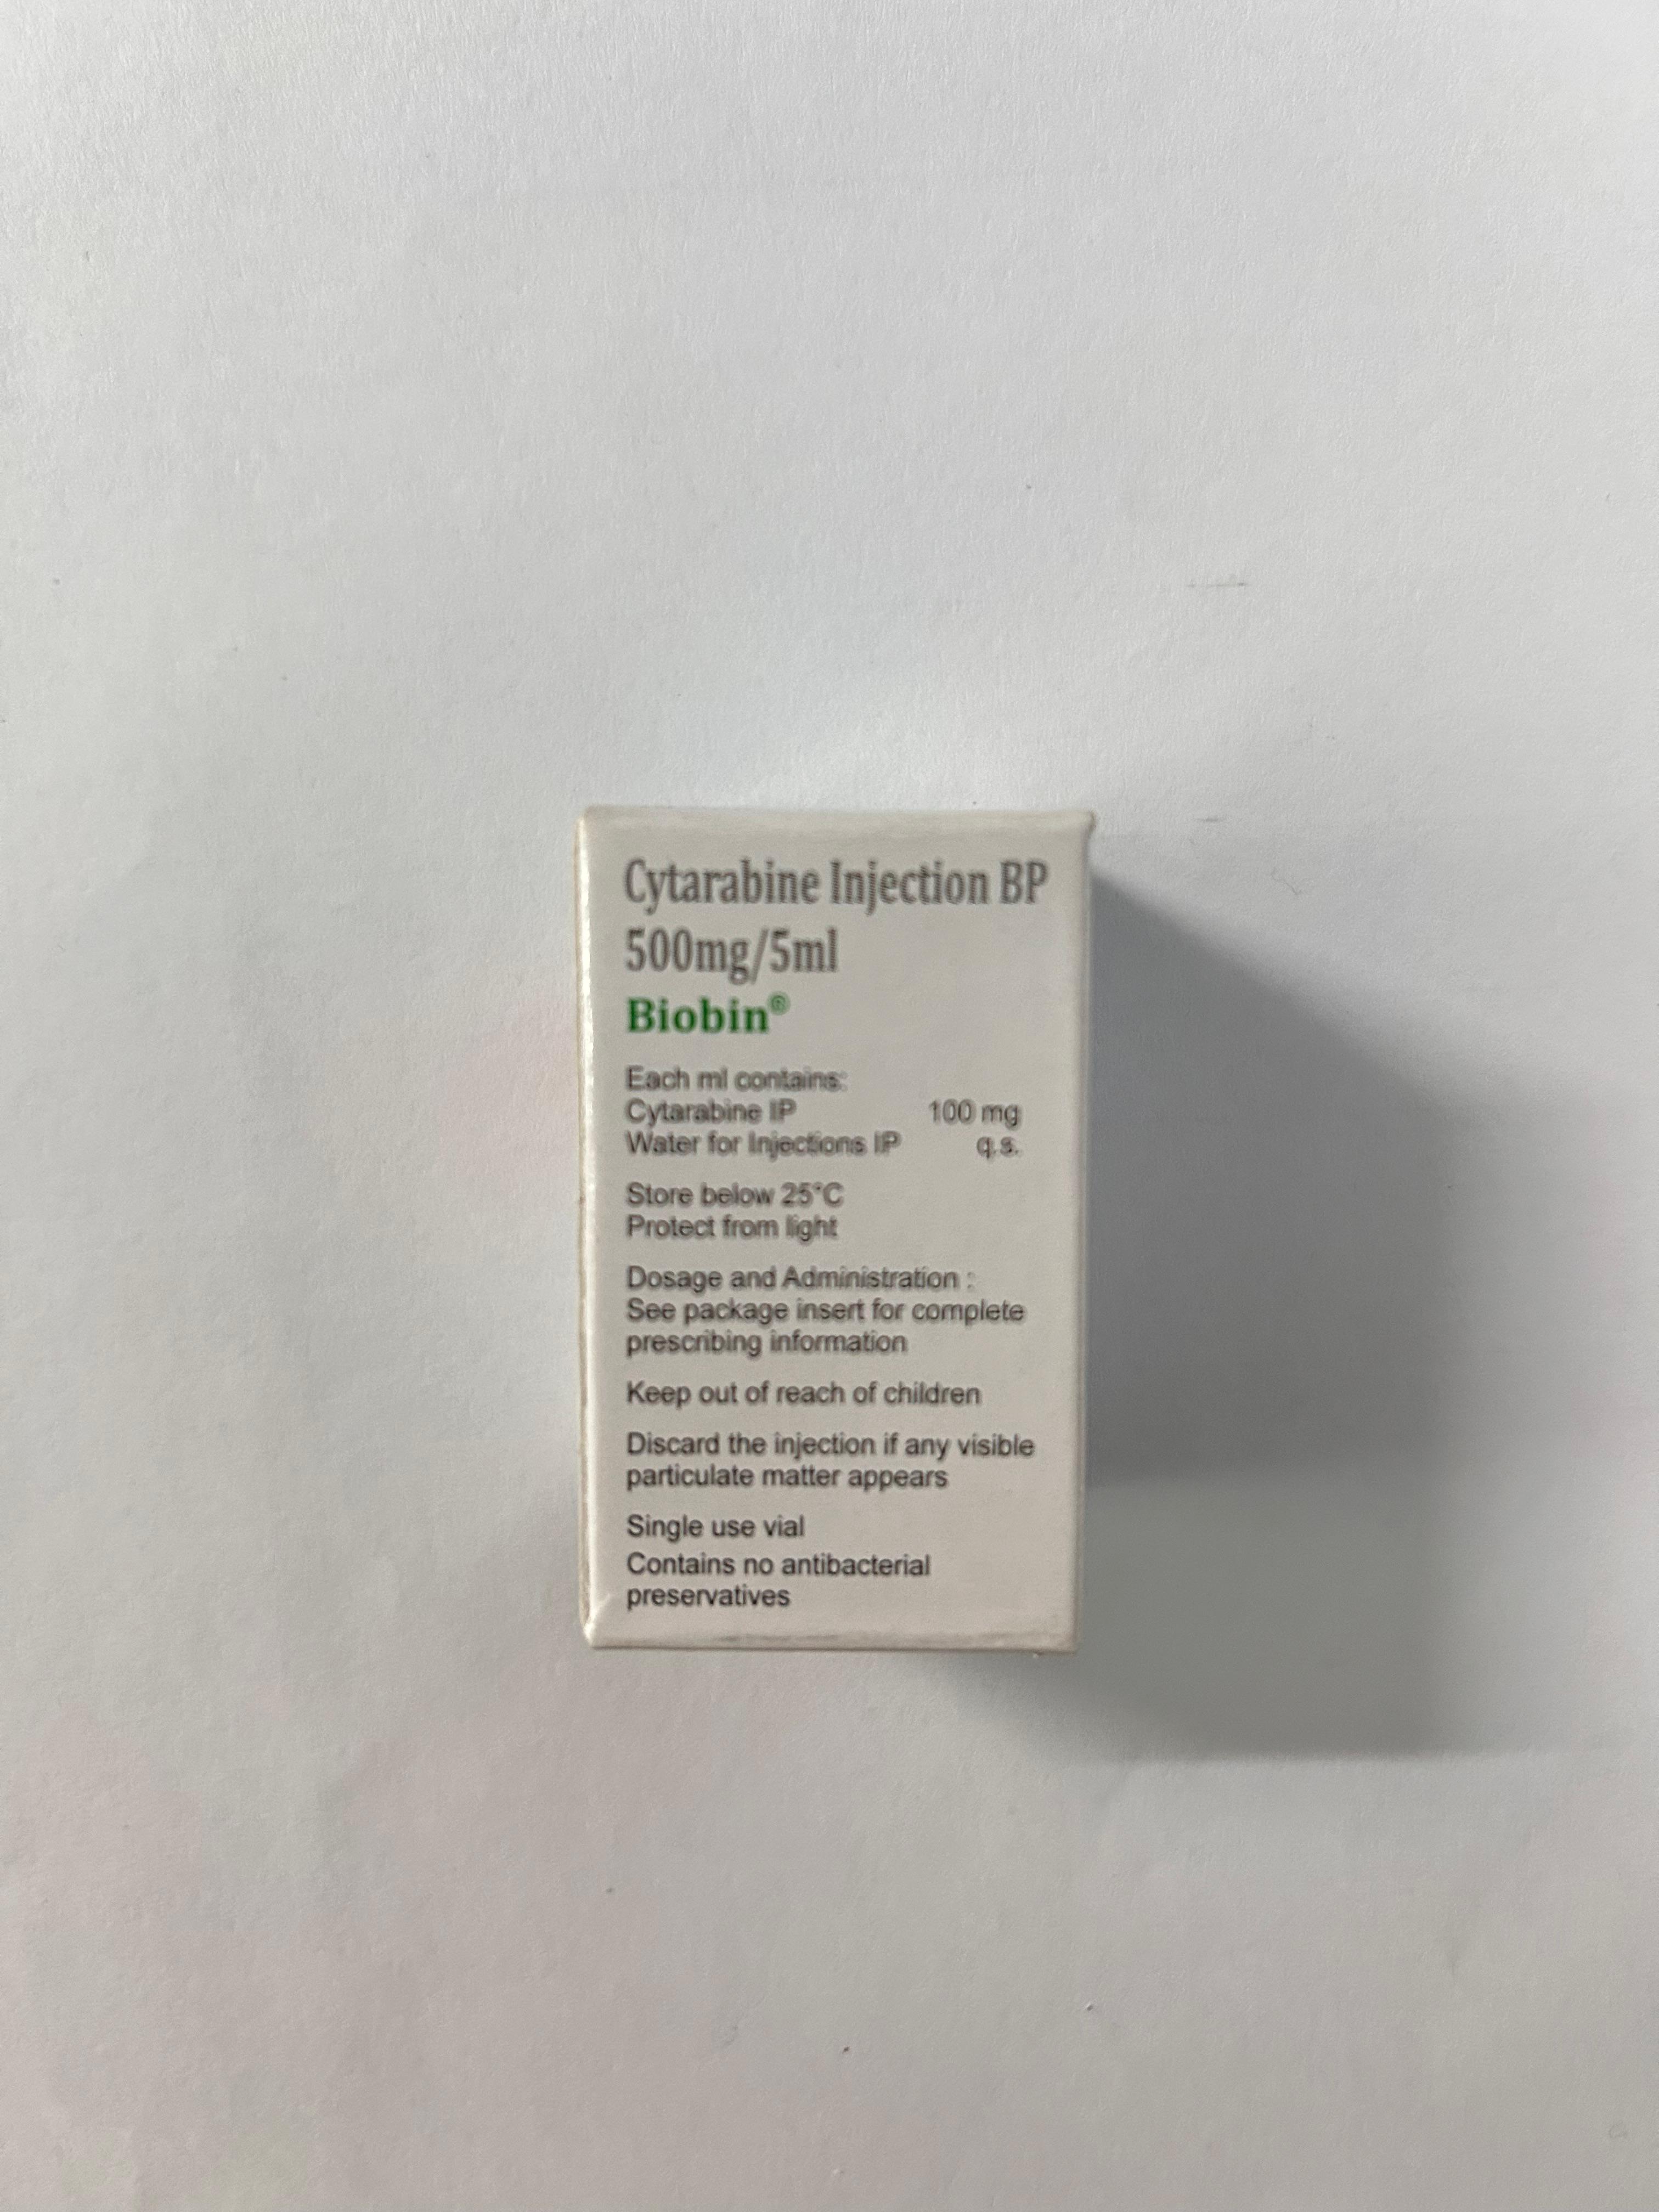 Cytarabine Injection BP
500mg/5ml
Biobin®
Each ml contains:
Cytarabine IP 100 mg
Water for Injections IP q.s.
Store below 25°C
Protect from light
Dosage and Administration :
See package insert for complete
prescribing information
Keep out of reach of children
Discard the injection if any visible
particulate matter appears
Single use vial
Contains no antibacterial
preservatives